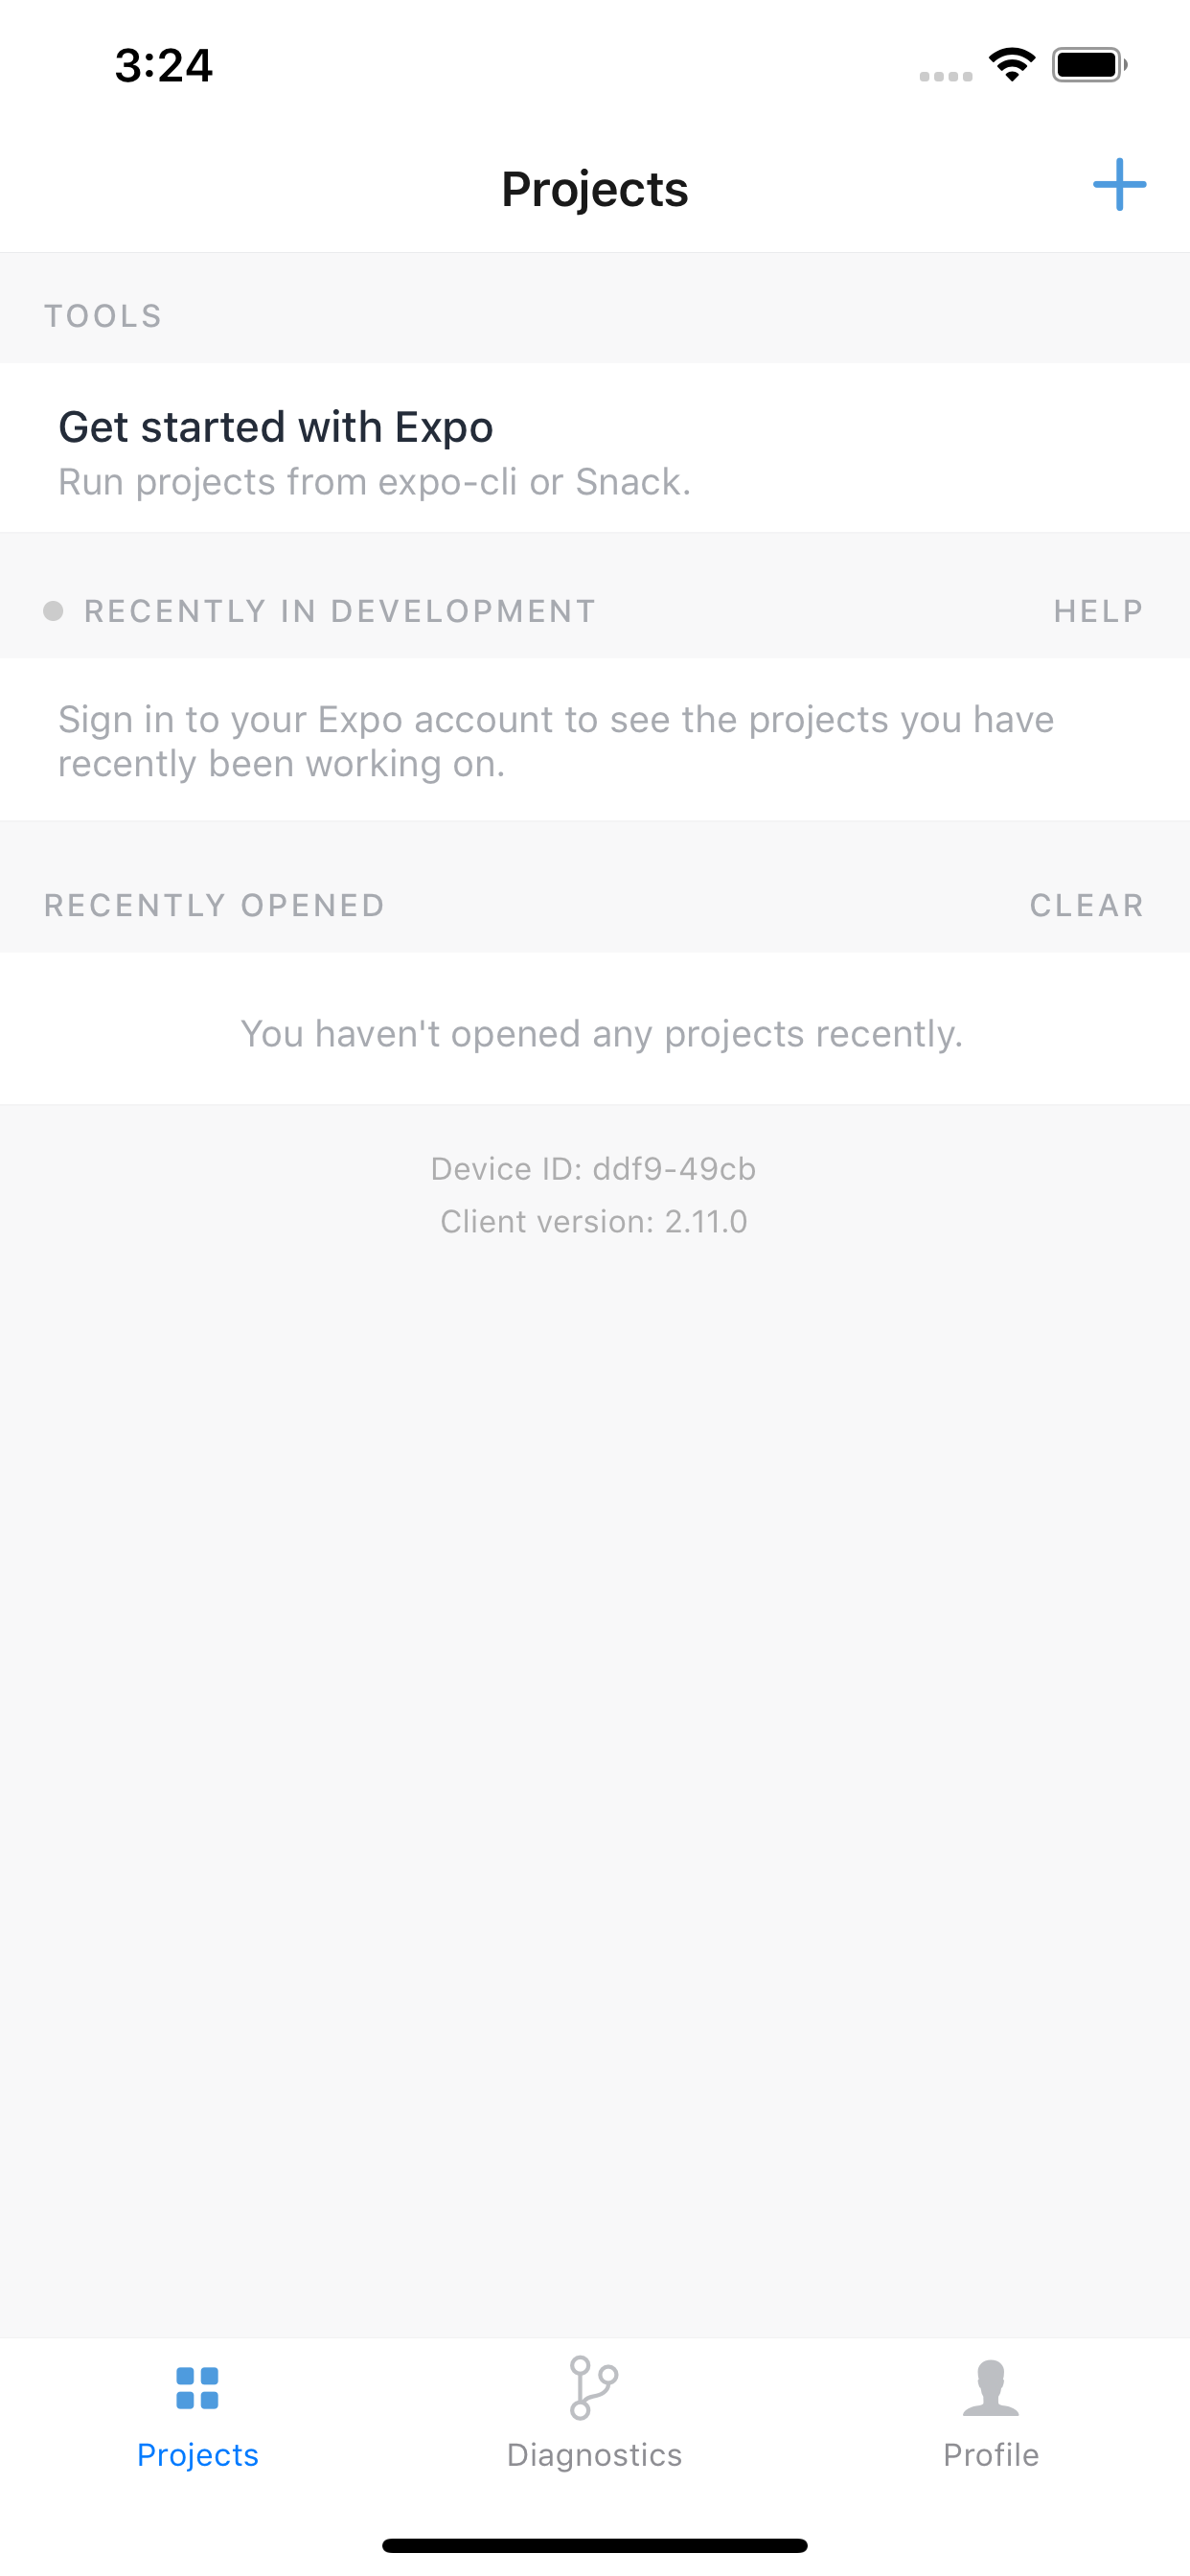 3:24
Projects
TOOLS
Get started with Expo
Run projects from expo-cli or Snack.
RECENTLY IN DEVELOPMENT HELP
Sign in to your Expo account to see the projects you have
recently been working on.
RECENTLY OPENED CLEAR
You haven't opened any projects recently.
Device ID: ddf9-49cb
Client version: 2.11.0
Projects Diagnostics Profile